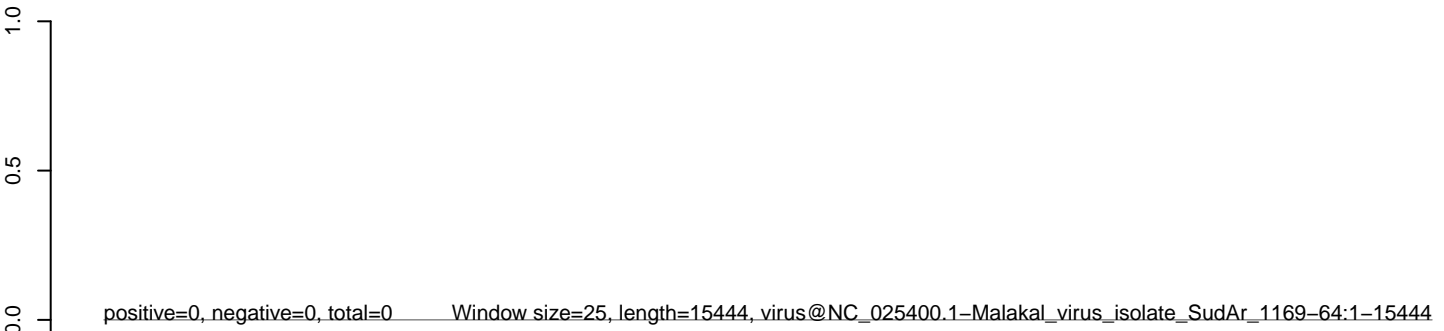 1.0
0.5
0.0
positive=0, negative=0, total=0 Window size=25, length=15444, virus@NC_025400.1−Malakal_virus_isolate_SudAr_1169−64:1−15444